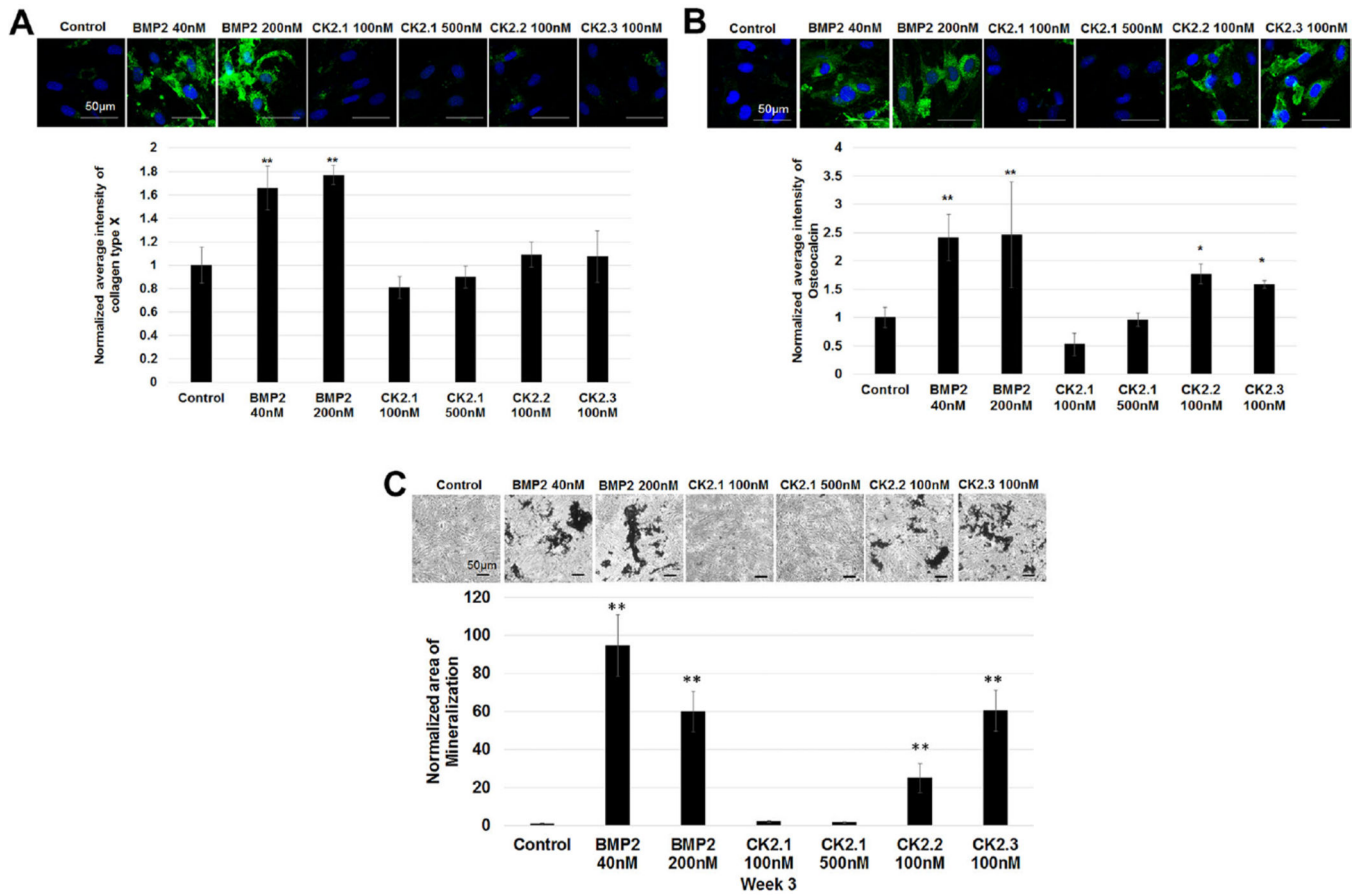 A
Control BMP2 40nM BMP2 200nM CK2.1 100nM CK2.1 500nM CK2.2 100nM CK2.3 100nM
50µm
Normalized average intensity of
collagen type X
2
1.8
1.6
1.4
1.2
1
0.8
0.6
0.4
0.2
0
** **
Control BMP2 BMP2 CK2.1 CK2.1 CK2.2 CK2.3
40nM 200nM 100nM 500nM 100nM 100nM
B
Control BMP2 40nM BMP2 200nM CK2.1 100nM CK2.1 500nM CK2.2 100nM CK2.3 100nM
50µm
Normalized average intensity of
Osteocalcin
4
3.5
3
2.5
2
1.5
1
0.5
0
** ** * *
Control BMP2 BMP2 CK2.1 CK2.1 CK2.2 CK2.3
40nM 200nM 100nM 500nM 100nM 100nM
C
Control BMP2 40nM BMP2 200nM CK2.1 100nM CK2.1 500nM CK2.2 100nM CK2.3 100nM
50µm
Normalized area of
Mineralization
120
100
80
60
40
20
0
** ** ** **
Control BMP2 BMP2 CK2.1 CK2.1 CK2.2 CK2.3
40nM 200nM 100nM 500nM 100nM 100nM
Week 3